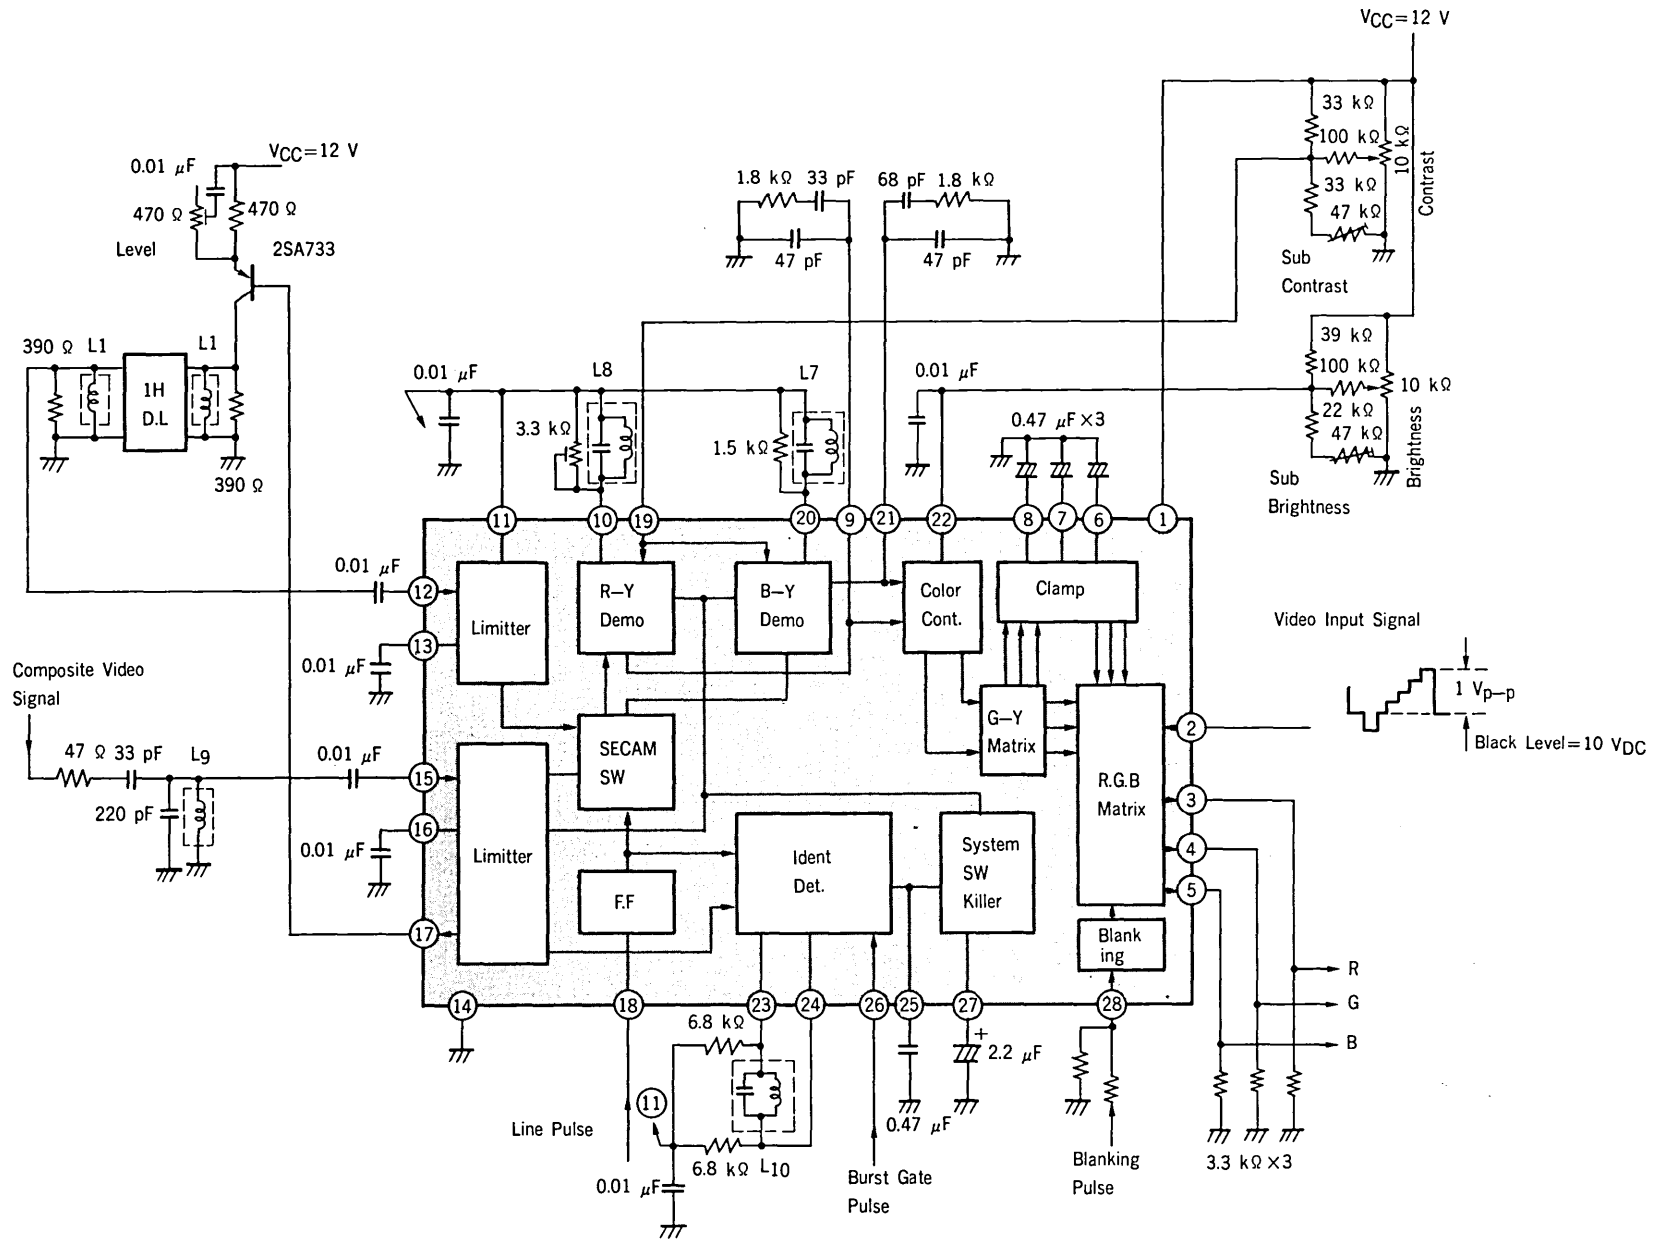 VCC=12 V
33 kΩ
100 kΩ
10 kΩ
Contrast
33 kΩ
47 kΩ
Sub
Contrast
VCC=12 V
0.01 μF
470 Ω
470 Ω
Level
2SA733
1.8 kΩ 33 pF
47 pF
68 pF 1.8 kΩ
47 pF
39 kΩ
100 kΩ
10 kΩ
22 kΩ
47 kΩ
Brightness
Sub
Brightness
390 Ω
L1
1H
D.L
L1
390 Ω
0.01 μF
L8
3.3 kΩ
L7
1.5 kΩ
0.01 μF
0.47 μF×3
11
10
19
20
9
21
22
8
7
6
1
0.01 μF
12
Limitter
R–Y
Demo
B–Y
Demo
Color
Cont.
Clamp
13
0.01 μF
Video Input Signal
1 Vp–p
Black Level=10 VDC
Composite Video
Signal
47 Ω 33 pF
L9
220 pF
0.01 μF
15
SECAM
SW
G–Y
Matrix
R.G.B
Matrix
2
3
4
5
16
0.01 μF
Limitter
F.F
Ident
Det.
System
SW
Killer
17
Blank
ing
R
G
B
14
18
23
24
26
25
27
28
6.8 kΩ
+
2.2 μF
0.47 μF
11
Line Pulse
6.8 kΩ L10
0.01 μF
Burst Gate
Pulse
Blanking
Pulse
3.3 kΩ×3